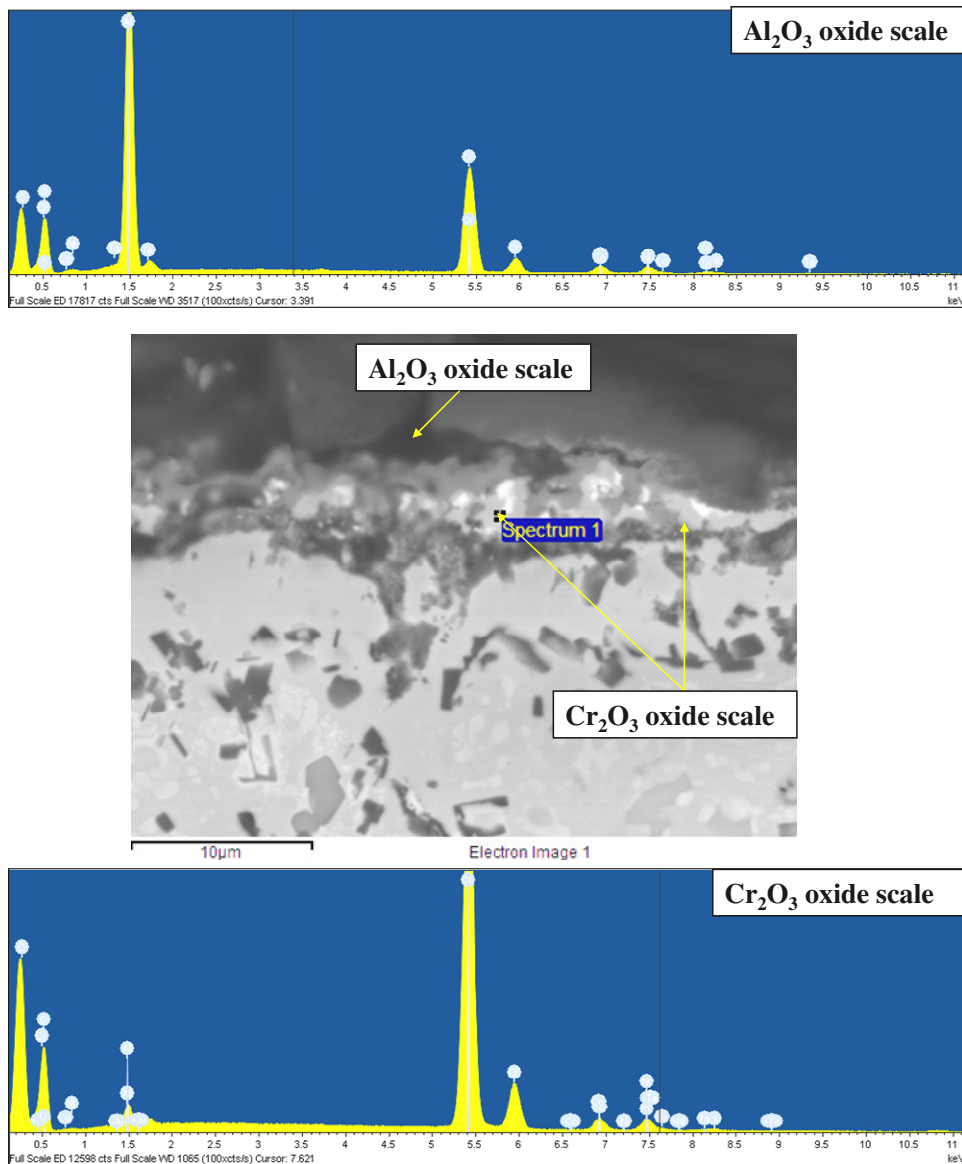 Al₂O₃ oxide scale
0.5 1 1.5 2 2.5 3 3.5 4 4.5 5 5.5 6 6.5 7 7.5 8 8.5 9 9.5 10 10.5 11
Full Scale ED 17817 cts Full Scale WD 3517 (100xcts/s) Cursor: 3.391 keV
Al₂O₃ oxide scale
Spectrum 1
Cr₂O₃ oxide scale
10µm Electron Image 1
Cr₂O₃ oxide scale
0.5 1 1.5 2 2.5 3 3.5 4 4.5 5 5.5 6 6.5 7 7.5 8 8.5 9 9.5 10 10.5 11
Full Scale ED 12598 cts Full Scale WD 1065 (100xcts/s) Cursor: 7.621 keV